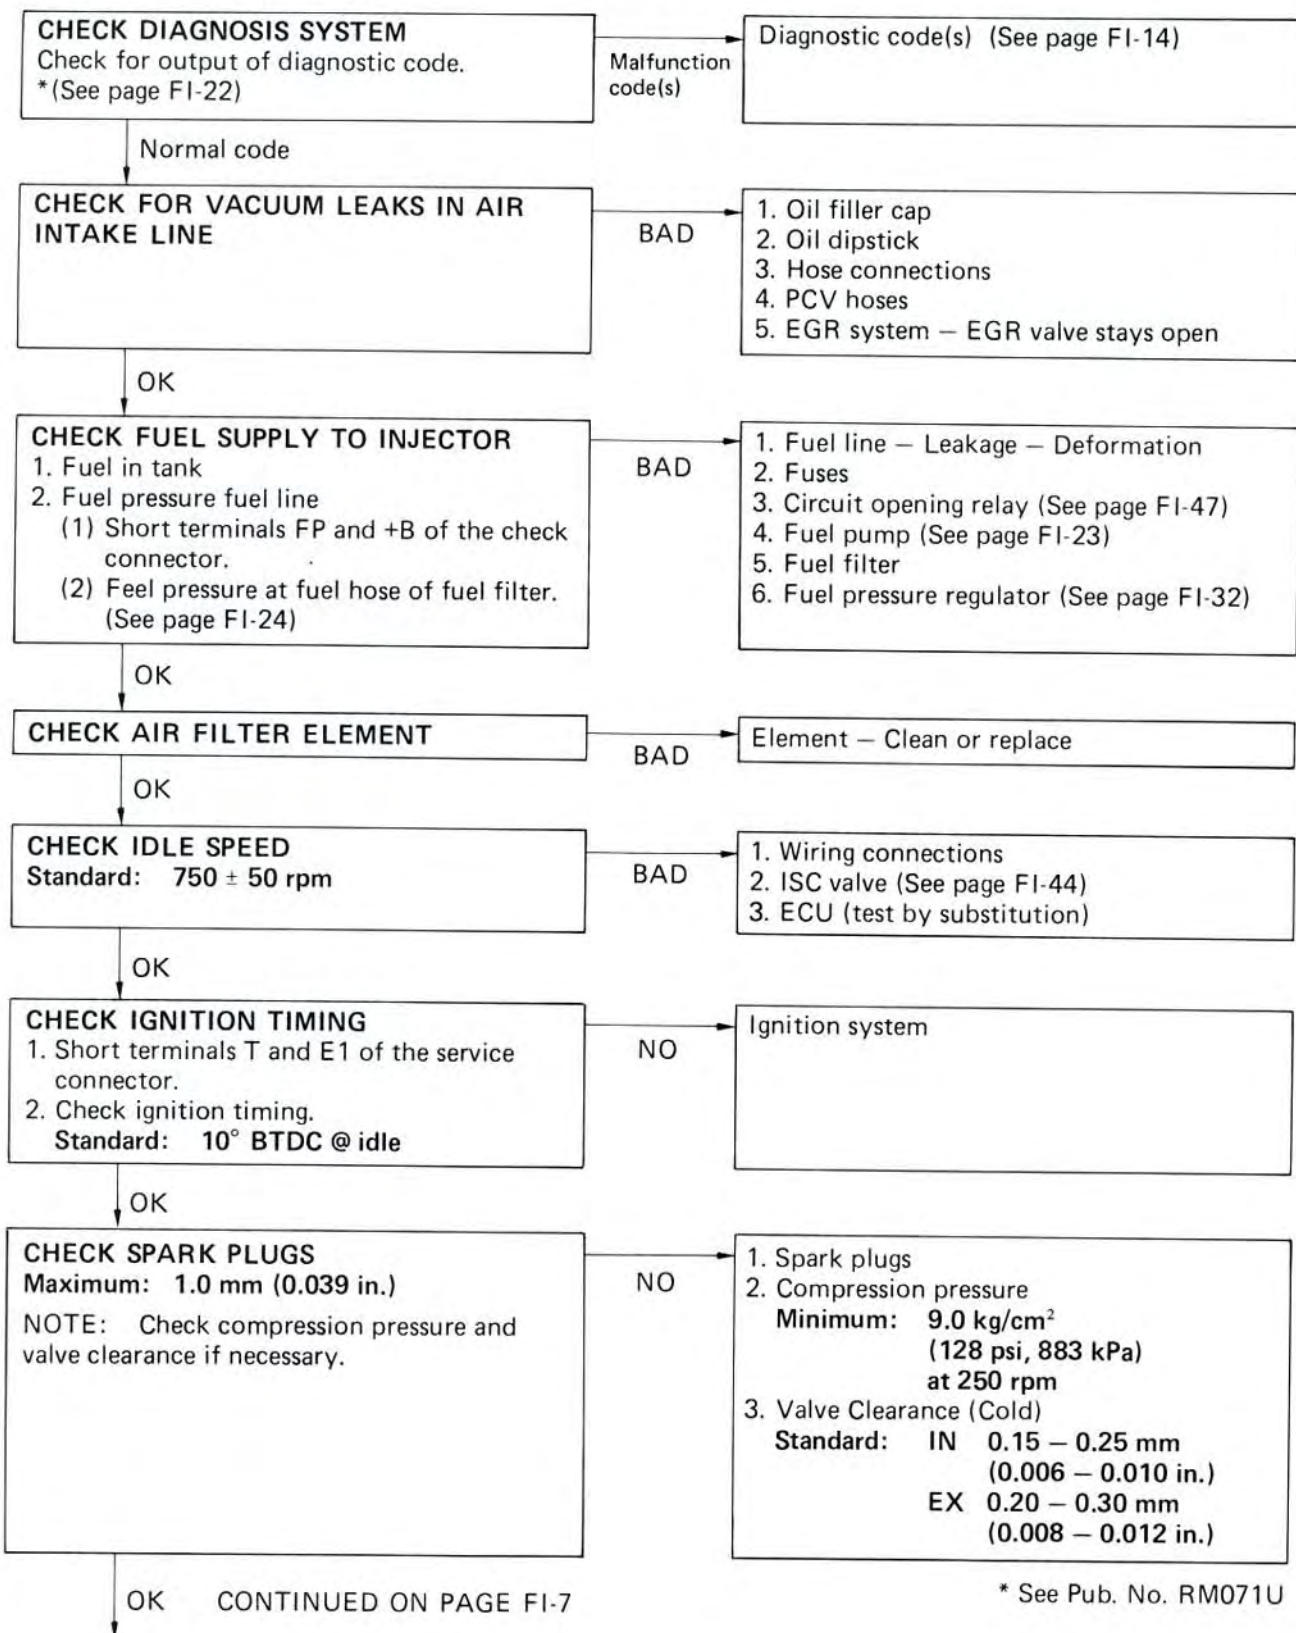 CHECK DIAGNOSIS SYSTEM
Check for output of diagnostic code.
*(See page FI-22)
Malfunction
code(s)
Diagnostic code(s) (See page FI-14)
Normal code
CHECK FOR VACUUM LEAKS IN AIR
INTAKE LINE
BAD
1. Oil filler cap
2. Oil dipstick
3. Hose connections
4. PCV hoses
5. EGR system — EGR valve stays open
OK
CHECK FUEL SUPPLY TO INJECTOR
1. Fuel in tank
2. Fuel pressure fuel line
(1) Short terminals FP and +B of the check
connector.
(2) Feel pressure at fuel hose of fuel filter.
(See page FI-24)
BAD
1. Fuel line — Leakage — Deformation
2. Fuses
3. Circuit opening relay (See page FI-47)
4. Fuel pump (See page FI-23)
5. Fuel filter
6. Fuel pressure regulator (See page FI-32)
OK
CHECK AIR FILTER ELEMENT
BAD
Element — Clean or replace
OK
CHECK IDLE SPEED
Standard: 750 ± 50 rpm
BAD
1. Wiring connections
2. ISC valve (See page FI-44)
3. ECU (test by substitution)
OK
CHECK IGNITION TIMING
1. Short terminals T and E1 of the service
connector.
2. Check ignition timing.
Standard: 10° BTDC @ idle
NO
Ignition system
OK
CHECK SPARK PLUGS
Maximum: 1.0 mm (0.039 in.)
NOTE: Check compression pressure and
valve clearance if necessary.
NO
1. Spark plugs
2. Compression pressure
Minimum: 9.0 kg/cm²
(128 psi, 883 kPa)
at 250 rpm
3. Valve Clearance (Cold)
Standard: IN 0.15 — 0.25 mm
(0.006 — 0.010 in.)
EX 0.20 — 0.30 mm
(0.008 — 0.012 in.)
OK CONTINUED ON PAGE FI-7
* See Pub. No. RM071U